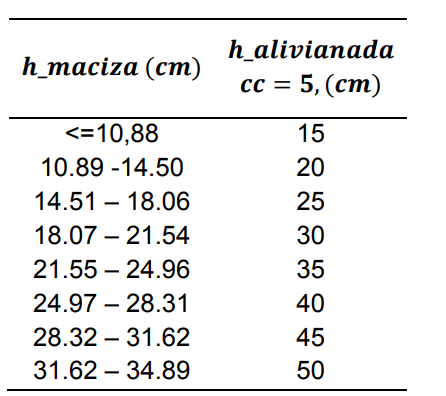 h_maciza (cm) h_alivianada
cc = 5, (cm)
<=10,88 15
10.89 -14.50 20
14.51 – 18.06 25
18.07 – 21.54 30
21.55 – 24.96 35
24.97 – 28.31 40
28.32 – 31.62 45
31.62 – 34.89 50